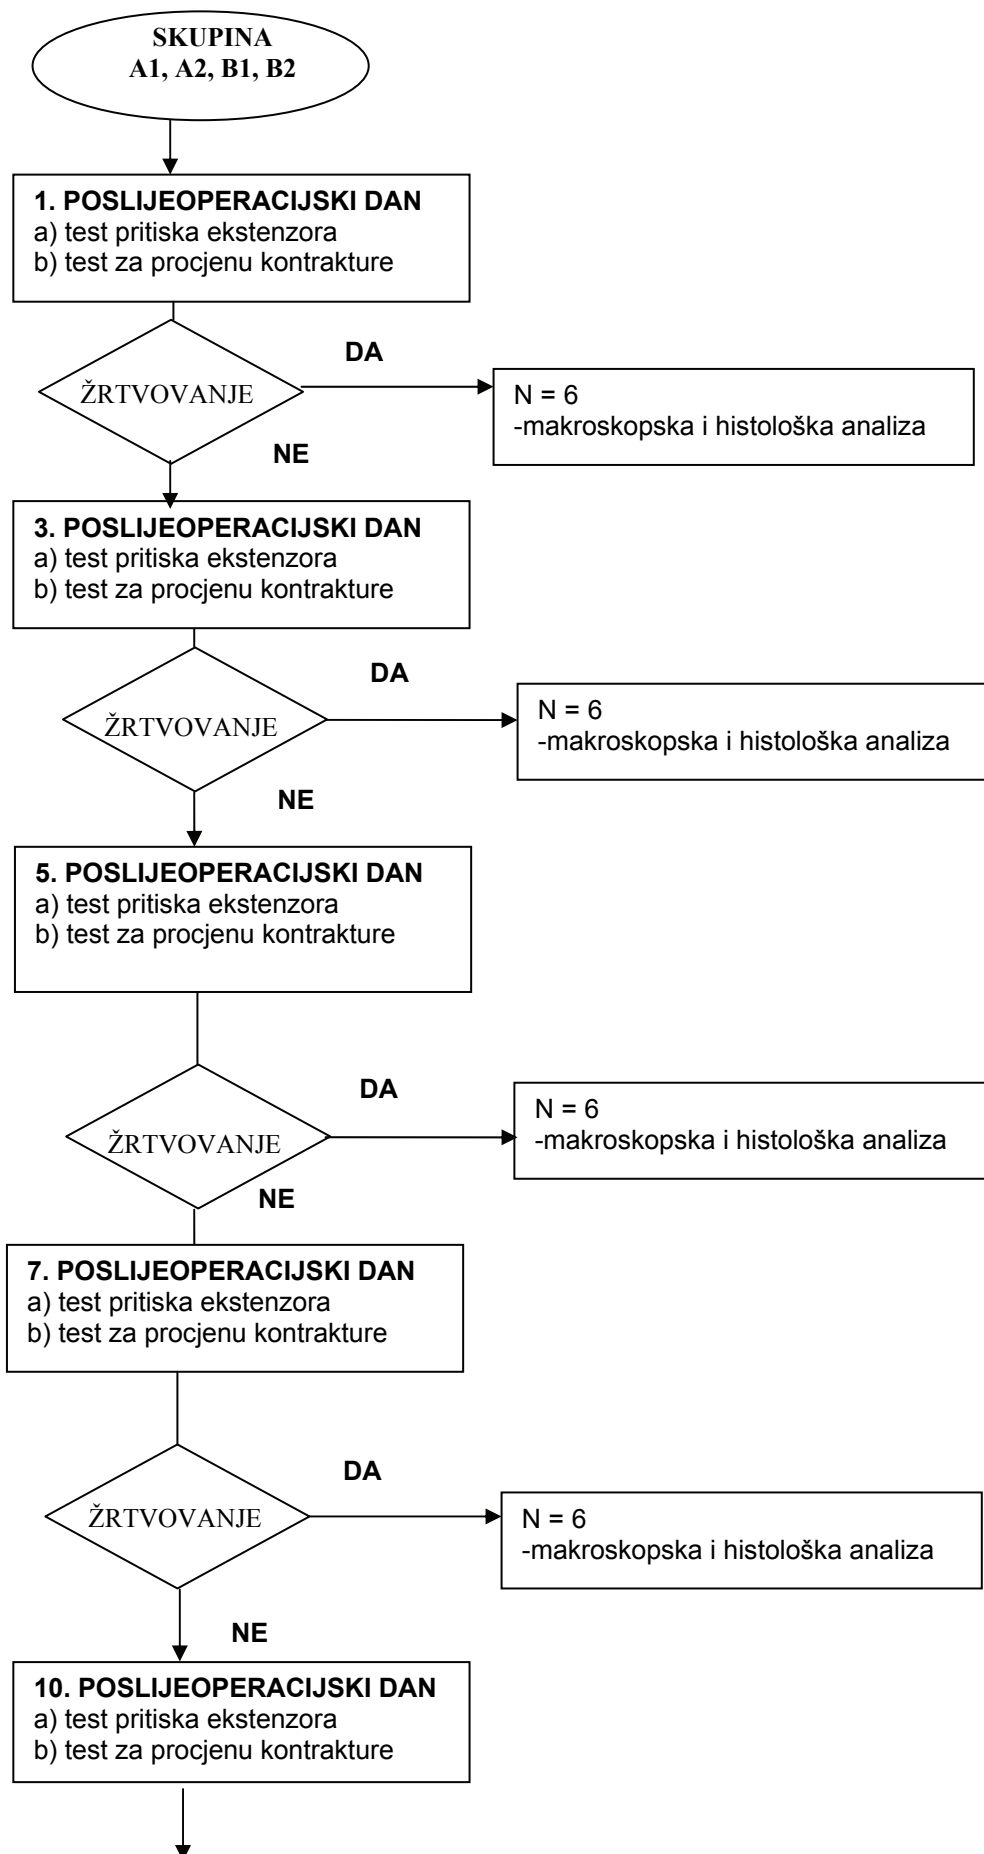 SKUPINA
A1, A2, B1, B2
1. POSLIJEOPERACIJSKI DAN
a) test pritiska ekstenzora
b) test za procjenu kontrakture
DA
ŽRTVOVANJE
N = 6
-makroskopska i histološka analiza
NE
3. POSLIJEOPERACIJSKI DAN
a) test pritiska ekstenzora
b) test za procjenu kontrakture
DA
ŽRTVOVANJE
N = 6
-makroskopska i histološka analiza
NE
5. POSLIJEOPERACIJSKI DAN
a) test pritiska ekstenzora
b) test za procjenu kontrakture
DA
ŽRTVOVANJE
N = 6
-makroskopska i histološka analiza
NE
7. POSLIJEOPERACIJSKI DAN
a) test pritiska ekstenzora
b) test za procjenu kontrakture
DA
ŽRTVOVANJE
N = 6
-makroskopska i histološka analiza
NE
10. POSLIJEOPERACIJSKI DAN
a) test pritiska ekstenzora
b) test za procjenu kontrakture